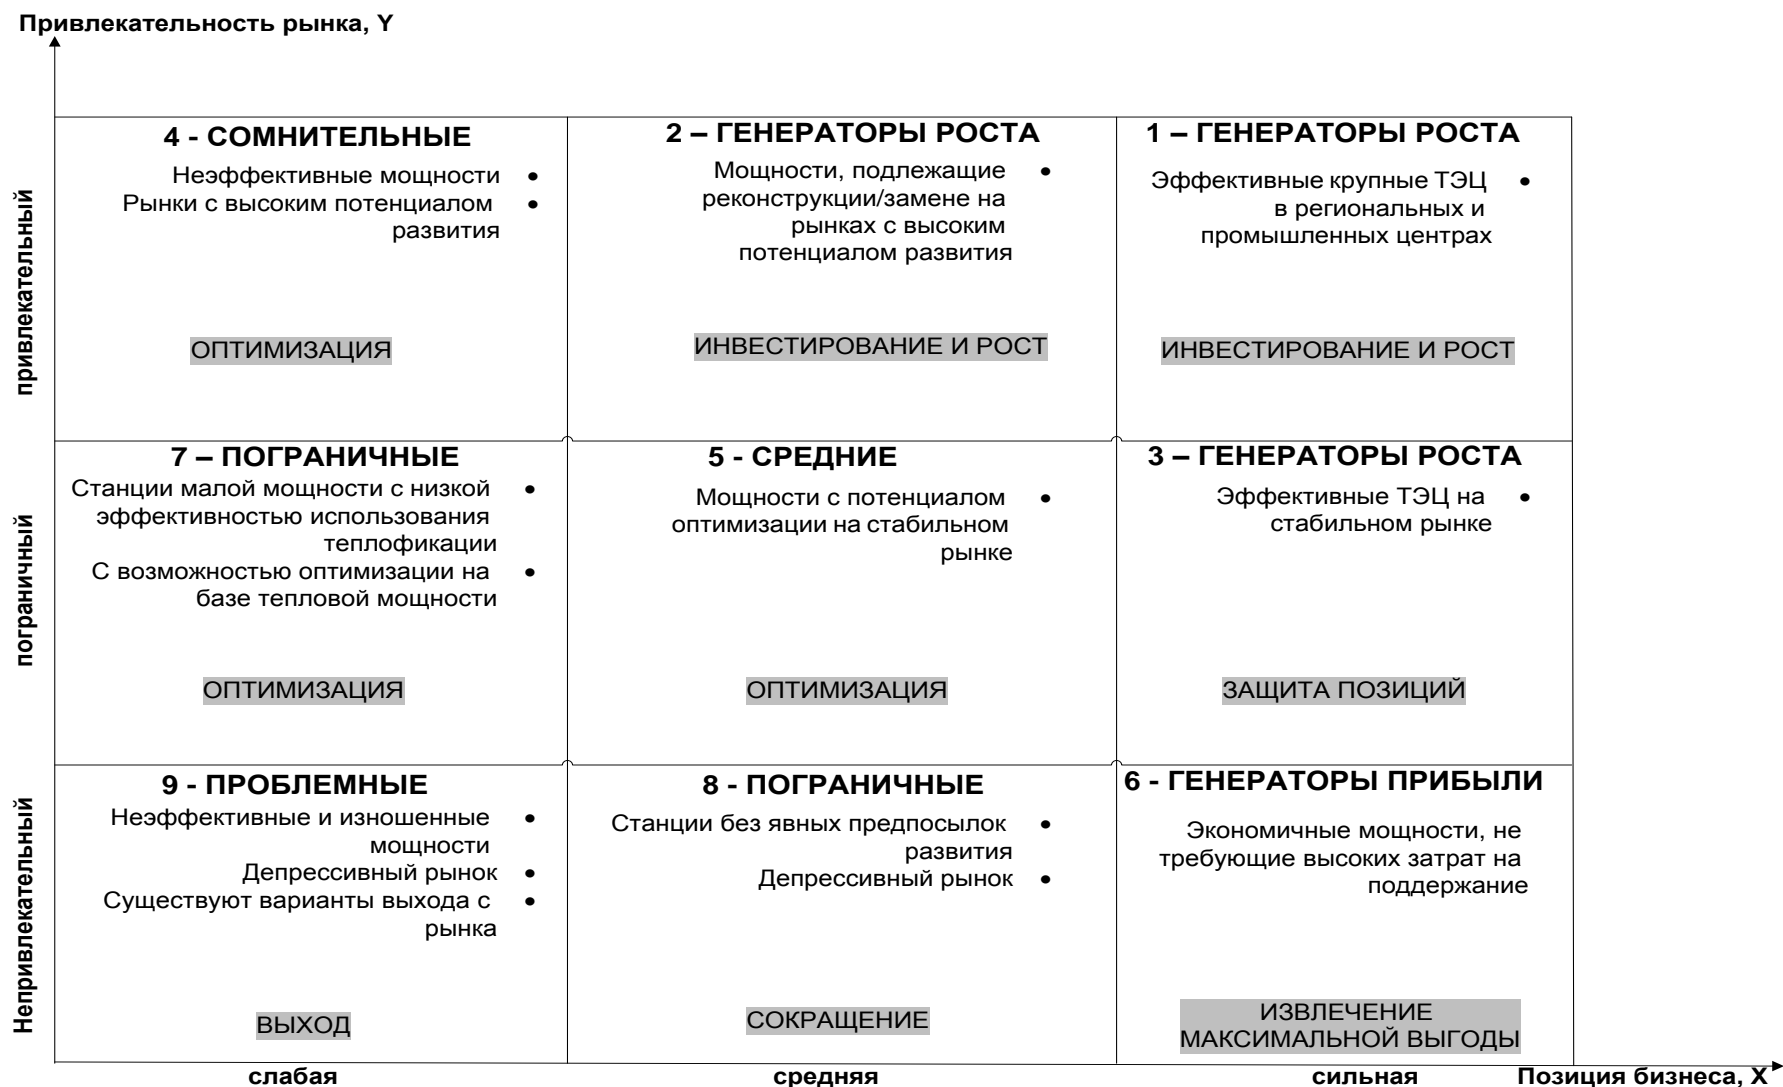 Привлекательность рынка, Y
привлекательный
4 - СОМНИТЕЛЬНЫЕ
Неэффективные мощности •
Рынки с высоким потенциалом •
развития
ОПТИМИЗАЦИЯ
2 – ГЕНЕРАТОРЫ РОСТА
Мощности, подлежащие •
реконструкции/замене на
рынках с высоким
потенциалом развития
ИНВЕСТИРОВАНИЕ И РОСТ
1 – ГЕНЕРАТОРЫ РОСТА
Эффективные крупные ТЭЦ •
в региональных и
промышленных центрах
ИНВЕСТИРОВАНИЕ И РОСТ
пограничный
7 – ПОГРАНИЧНЫЕ
Станции малой мощности с низкой •
эффективностью использования
теплофикации
С возможностью оптимизации на •
базе тепловой мощности
ОПТИМИЗАЦИЯ
5 - СРЕДНИЕ
Мощности с потенциалом •
оптимизации на стабильном
рынке
ОПТИМИЗАЦИЯ
3 – ГЕНЕРАТОРЫ РОСТА
Эффективные ТЭЦ на •
стабильном рынке
ЗАЩИТА ПОЗИЦИЙ
Непривлекательный
9 - ПРОБЛЕМНЫЕ
Неэффективные и изношенные •
мощности
Депрессивный рынок •
Существуют варианты выхода с •
рынка
ВЫХОД
8 - ПОГРАНИЧНЫЕ
Станции без явных предпосылок •
развития
Депрессивный рынок •
СОКРАЩЕНИЕ
6 - ГЕНЕРАТОРЫ ПРИБЫЛИ
Экономичные мощности, не
требующие высоких затрат на
поддержание
ИЗВЛЕЧЕНИЕ
МАКСИМАЛЬНОЙ ВЫГОДЫ
слабая
средняя
сильная
Позиция бизнеса, X